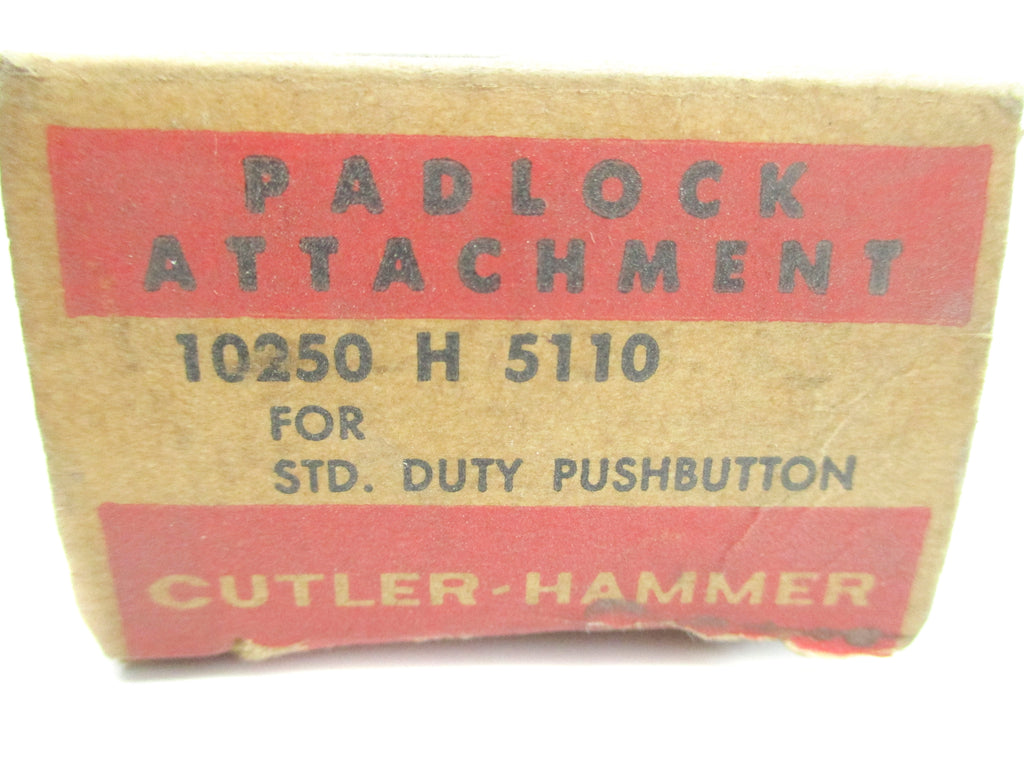 PADLOCK
ATTACHMENT
10250 H 5110
FOR
STD. DUTY PUSHBUTTON
CUTLER-HAMMER